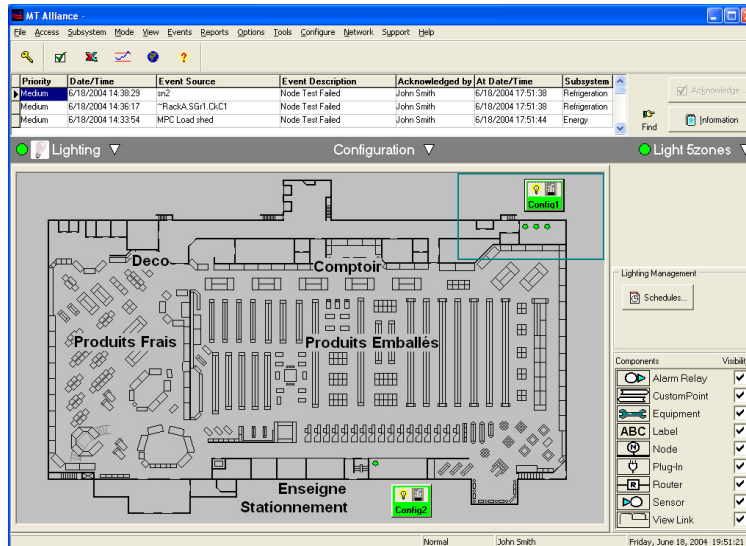 MT Alliance -
File Access Subsystem Mode View Events Reports Options Tools Configure Network Support Help
Priority Date/Time Event Source Event Description Acknowledged by At Date/Time Subsystem
Medium 6/18/2004 14:38:29 sn2 Node Test Failed John Smith 6/18/2004 17:51:38 Refrigeration
Medium 6/18/2004 14:36:17 ~RackA.SGr1.CkC1 Node Test Failed John Smith 6/18/2004 17:51:38 Refrigeration
Medium 6/18/2004 14:33:54 MPC Load shed Node Test Failed John Smith 6/18/2004 17:51:44 Energy
Acknowledge...
Find
Information
Lighting Configuration Light 5zones
Config1
Deco
Comptoir
Produits Frais
Produits Emballés
Enseigne
Stationnement
Config2
Lighting Management
Schedules...
Components Visibility
Alarm Relay
CustomPoint
Equipment
ABC Label
N Node
Plug-In
R Router
Sensor
View Link
Normal John Smith Friday, June 18, 2004 19:51:21